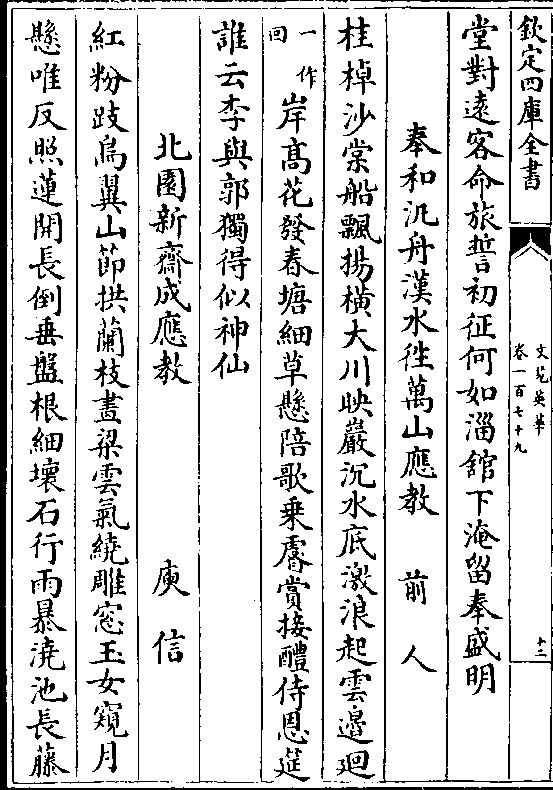 欽定四庫全書
文苑英華
卷一百七十九
十二
堂對遠客命旅誓初征何如淄館下淹留奉盛明
奉和汎舟漢水徃萬山應教 前人
桂棹沙棠船飄揚横大川映巖沉水底激浪起雲邉迴
一作回岸髙花發春塘細草懸陪歌乗䆿賞接醴侍恩筵
誰云李與郭獨得似神仙
北園新齋成應教 庾信
紅粉跂鳥翼山節拱蘭枝畫梁雲氣繞雕窓玉女窺月
懸唯反照蓮開長倒垂盤根細壞石行雨暴澆池長藤